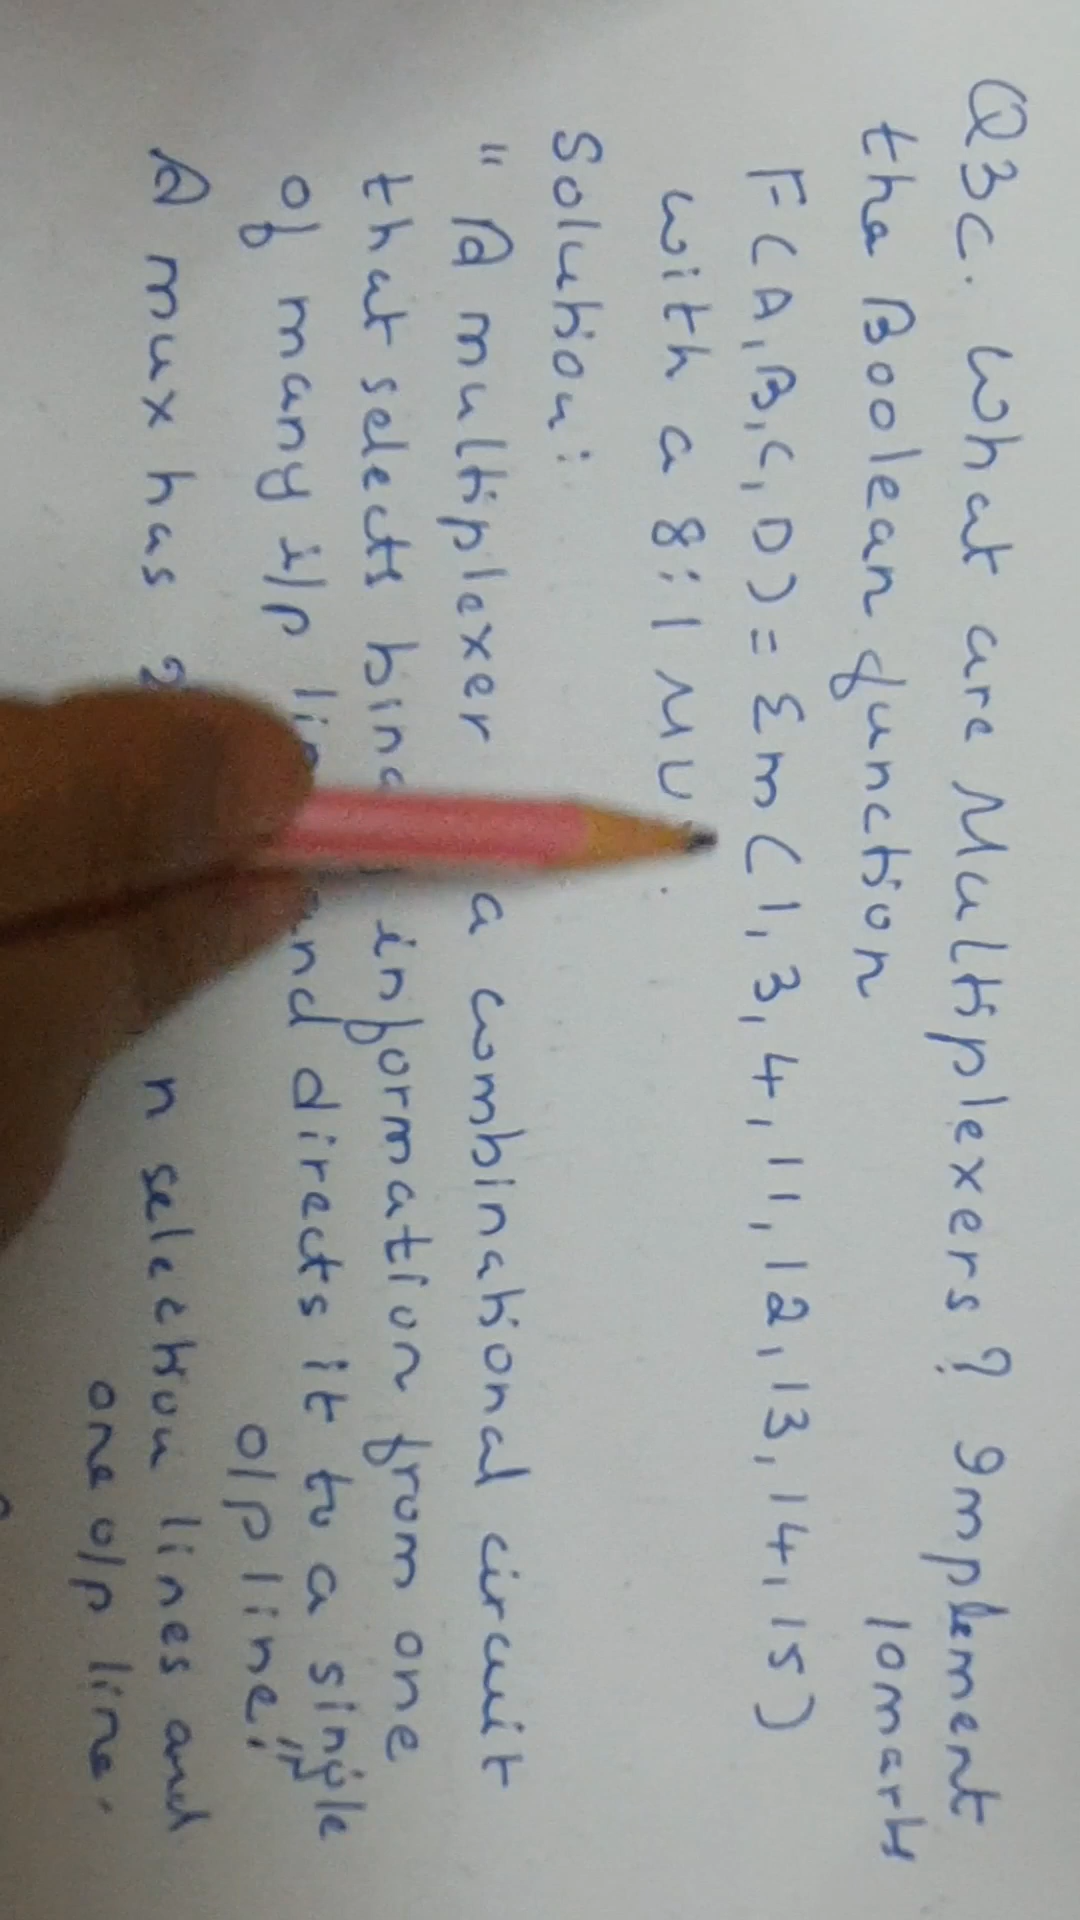 Q3c. What are Multiplexers? Implement
the Boolean function 10marks
F(A,B,C,D)=Σm(1,3,4,11,12,13,14,15)
with a 8:1
Solution:
" A multiplexer a combinational circuit
that selects information from one
of many i/p directs it to a single
o/p line."
A mux has n selection lines and
one o/p line.